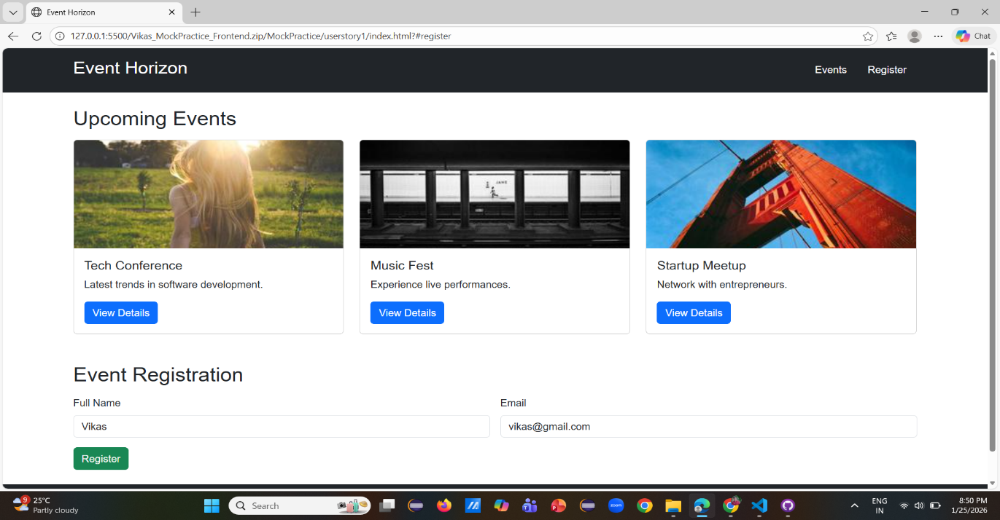 Event Horizon
127.0.0.1:5500/Vikas_MockPractice_Frontend.zip/MockPractice/userstory1/index.html?#register
Chat
Event Horizon
Events
Register
Upcoming Events
JANE
Tech Conference
Latest trends in software development.
View Details
Music Fest
Experience live performances.
View Details
Startup Meetup
Network with entrepreneurs.
View Details
Event Registration
Full Name
Email
Vikas
vikas@gmail.com
Register
9
25°C
Partly cloudy
Search
zoom
ENG
IN
8:50 PM
1/25/2026